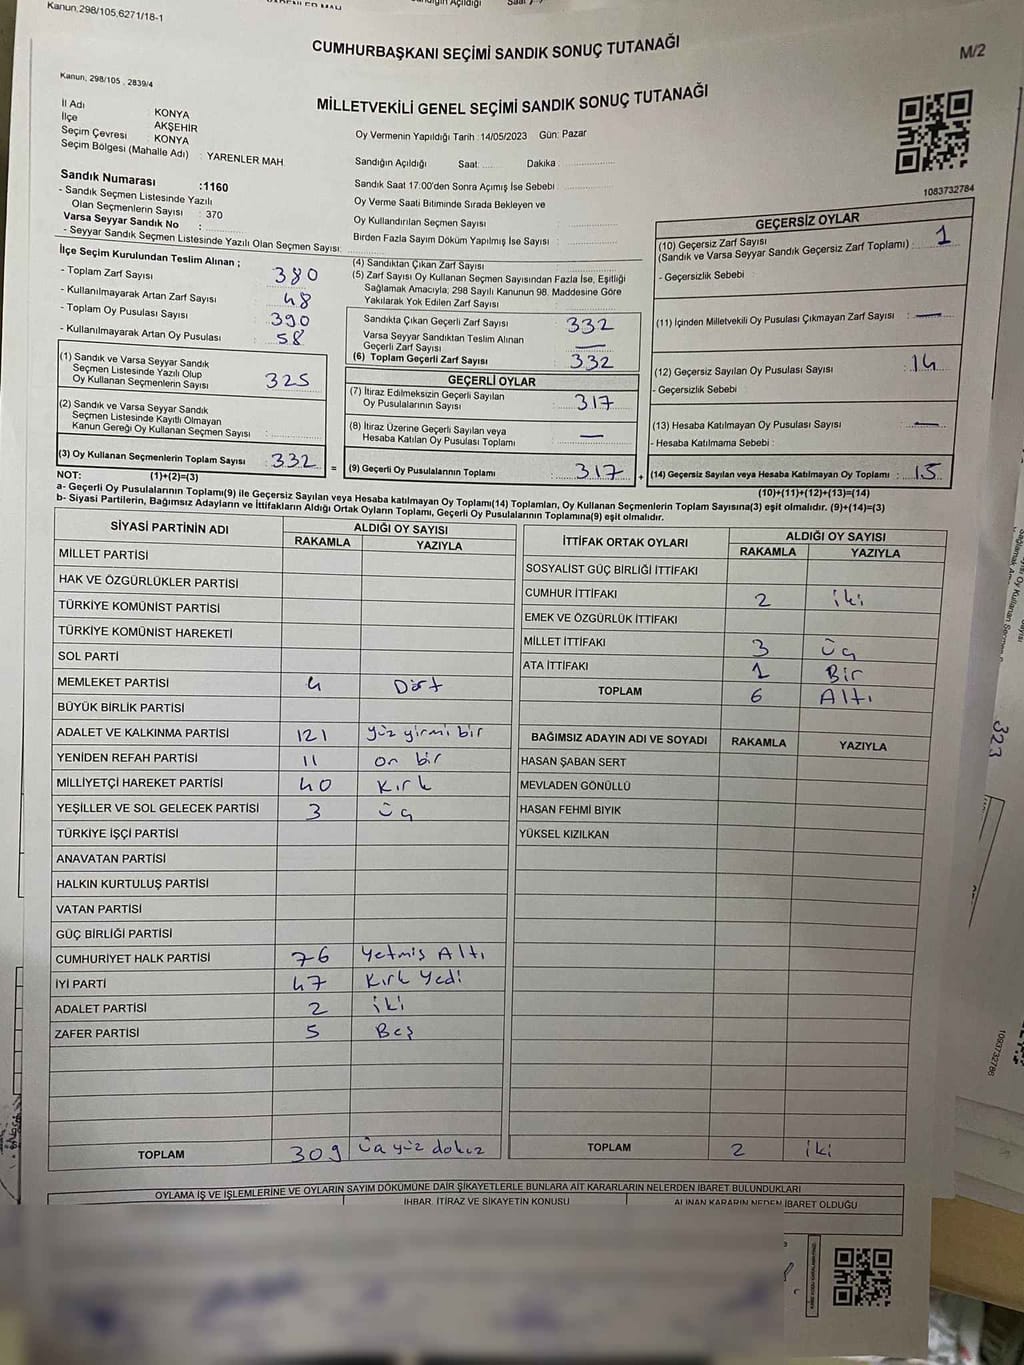 Kanun,298/105,6271/18-1
CUMHURBAŞKANI SEÇİMİ SANDIK SONUÇ TUTANAĞI
M/2
Kanun, 298/105 , 2839/4
MİLLETVEKİLİ GENEL SEÇİMİ SANDIK SONUÇ TUTANAĞI
İl Adı KONYA
İlçe AKŞEHİR
Seçim Çevresi KONYA
Seçim Bölgesi (Mahalle Adı) : YARENLER MAH
Sandık Numarası :1160
- Sandık Seçmen Listesinde Yazılı
Olan Seçmenlerin Sayısı : 370
Varsa Seyyar Sandık No :
- Seyyar Sandık Seçmen Listesinde Yazılı Olan Seçmen Sayısı:
Oy Vermenin Yapıldığı Tarih : 14/05/2023 Gün: Pazar
Sandığın Açıldığı Saat: Dakika :
Sandık Saat 17:00'den Sonra Açımış İse Sebebi :
Oy Verme Saati Bitiminde Sırada Bekleyen ve
Oy Kullandırılan Seçmen Sayısı
Birden Fazla Sayım Döküm Yapılmış İse Sayısı :
1083732784
İlçe Seçim Kurulundan Teslim Alınan ;
- Toplam Zarf Sayısı 380
- Kullanılmayarak Artan Zarf Sayısı 48
- Toplam Oy Pusulası Sayısı 390
- Kullanılmayarak Artan Oy Pusulası 58
(1) Sandık ve Varsa Seyyar Sandık
Seçmen Listesinde Yazılı Olup
Oy Kullanan Seçmenlerin Sayısı 325
(2) Sandık ve Varsa Seyyar Sandık
Seçmen Listesinde Kayıtlı Olmayan
Kanun Gereği Oy Kullanan Seçmen Sayısı :
(3) Oy Kullanan Seçmenlerin Toplam Sayısı : 332 =
(4) Sandıktan Çıkan Zarf Sayısı
(5) Zarf Sayısı Oy Kullanan Seçmen Sayısından Fazla İse, Eşitliği
Sağlamak Amacıyla, 298 Sayılı Kanunun 98. Maddesine Göre
Yakılarak Yok Edilen Zarf Sayısı
Sandıkta Çıkan Geçerli Zarf Sayısı : 332
Varsa Seyyar Sandıktan Teslim Alınan
Geçerli Zarf Sayısı : —
(6) Toplam Geçerli Zarf Sayısı : 332
GEÇERLİ OYLAR
(7) İtiraz Edilmeksizin Geçerli Sayılan
Oy Pusulalarının Sayısı : 317
(8) İtiraz Üzerine Geçerli Sayılan veya
Hesaba Katılan Oy Pusulası Toplamı : —
(9) Geçerli Oy Pusulalarının Toplamı : 317 +
GEÇERSİZ OYLAR
(10) Geçersiz Zarf Sayısı
(Sandık ve Varsa Seyyar Sandık Geçersiz Zarf Toplamı) : 1
- Geçersizlik Sebebi :
(11) İçinden Milletvekili Oy Pusulası Çıkmayan Zarf Sayısı : —
(12) Geçersiz Sayılan Oy Pusulası Sayısı : 14
- Geçersizlik Sebebi :
(13) Hesaba Katılmayan Oy Pusulası Sayısı : —
- Hesaba Katılmama Sebebi :
(14) Geçersiz Sayılan veya Hesaba Katılmayan Oy Toplamı : 15
NOT: (1)+(2)=(3)
(10)+(11)+(12)+(13)=(14)
a- Geçerli Oy Pusulalarının Toplamı(9) ile Geçersiz Sayılan veya Hesaba katılmayan Oy Toplamı(14) Toplamları, Oy Kullanan Seçmenlerin Toplam Sayısına(3) eşit olmalıdır. (9)+(14)=(3)
b- Siyasi Partilerin, Bağımsız Adayların ve İttifakların Aldığı Ortak Oyların Toplamı, Geçerli Oy Pusulalarının Toplamına(9) eşit olmalıdır.
SİYASİ PARTİNİN ADI ALDIĞI OY SAYISI
RAKAMLA YAZIYLA
MİLLET PARTİSİ
HAK VE ÖZGÜRLÜKLER PARTİSİ
TÜRKİYE KOMÜNİST PARTİSİ
TÜRKİYE KOMÜNİST HAREKETİ
SOL PARTİ
MEMLEKET PARTİSİ 4 Dört
BÜYÜK BİRLİK PARTİSİ
ADALET VE KALKINMA PARTİSİ 121 yüz yirmi bir
YENİDEN REFAH PARTİSİ 11 on bir
MİLLİYETÇİ HAREKET PARTİSİ 40 Kırk
YEŞİLLER VE SOL GELECEK PARTİSİ 3 üç
TÜRKİYE İŞÇİ PARTİSİ
ANAVATAN PARTİSİ
HALKIN KURTULUŞ PARTİSİ
VATAN PARTİSİ
GÜÇ BİRLİĞİ PARTİSİ
CUMHURİYET HALK PARTİSİ 76 Yetmiş Altı
İYİ PARTİ 47 Kırk Yedi
ADALET PARTİSİ 2 iki
ZAFER PARTİSİ 5 Beş
TOPLAM 309 üç yüz dokuz
İTTİFAK ORTAK OYLARI ALDIĞI OY SAYISI
RAKAMLA YAZIYLA
SOSYALİST GÜÇ BİRLİĞİ İTTİFAKI
CUMHUR İTTİFAKI 2 iki
EMEK VE ÖZGÜRLÜK İTTİFAKI
MİLLET İTTİFAKI 3 üç
ATA İTTİFAKI 1 Bir
TOPLAM 6 Altı
BAĞIMSIZ ADAYIN ADI VE SOYADI RAKAMLA YAZIYLA
HASAN ŞABAN SERT
MEVLADEN GÖNÜLLÜ
HASAN FEHMİ BIYIK
YÜKSEL KIZILKAN
TOPLAM 2 iki
OYLAMA İŞ VE İŞLEMLERİNE VE OYLARIN SAYIM DÖKÜMÜNE DAİR ŞİKAYETLERLE BUNLARA AİT KARARLARIN NELERDEN İBARET BULUNDUKLARI
İHBAR, İTİRAZ VE ŞİKAYETİN KONUSU ALINAN KARARIN NEDEN İBARET OLDUĞU
323
1093732786